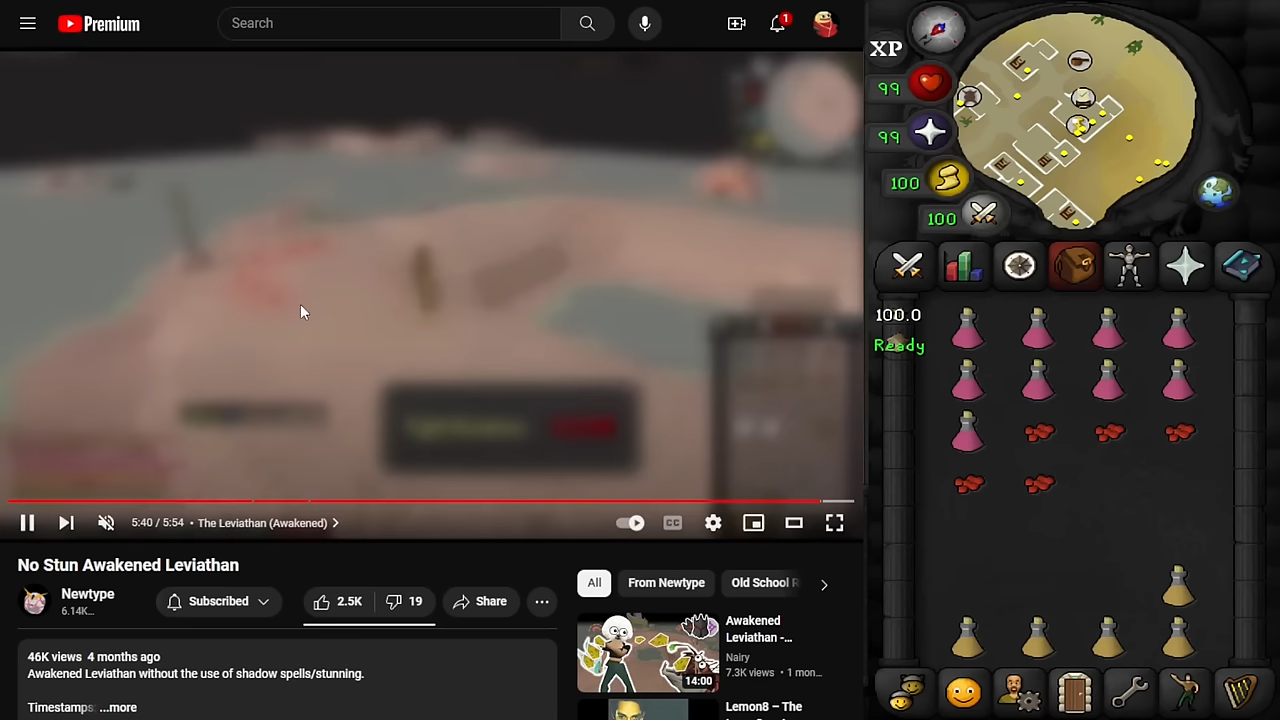 Premium
Search
1
5:40 / 5:54 • The Leviathan (Awakened)
CC
No Stun Awakened Leviathan
Newtype
6.14K...
Subscribed
2.5K
19
Share
All
From Newtype
Old School R
46K views 4 months ago
Awakened Leviathan without the use of shadow spells/stunning.
Timestamps: ...more
14:00
Awakened
Leviathan -...
Nairy
7.3K views • 1 mon...
Lemon8 – The
XP
99
99
100
100
100.0
Ready